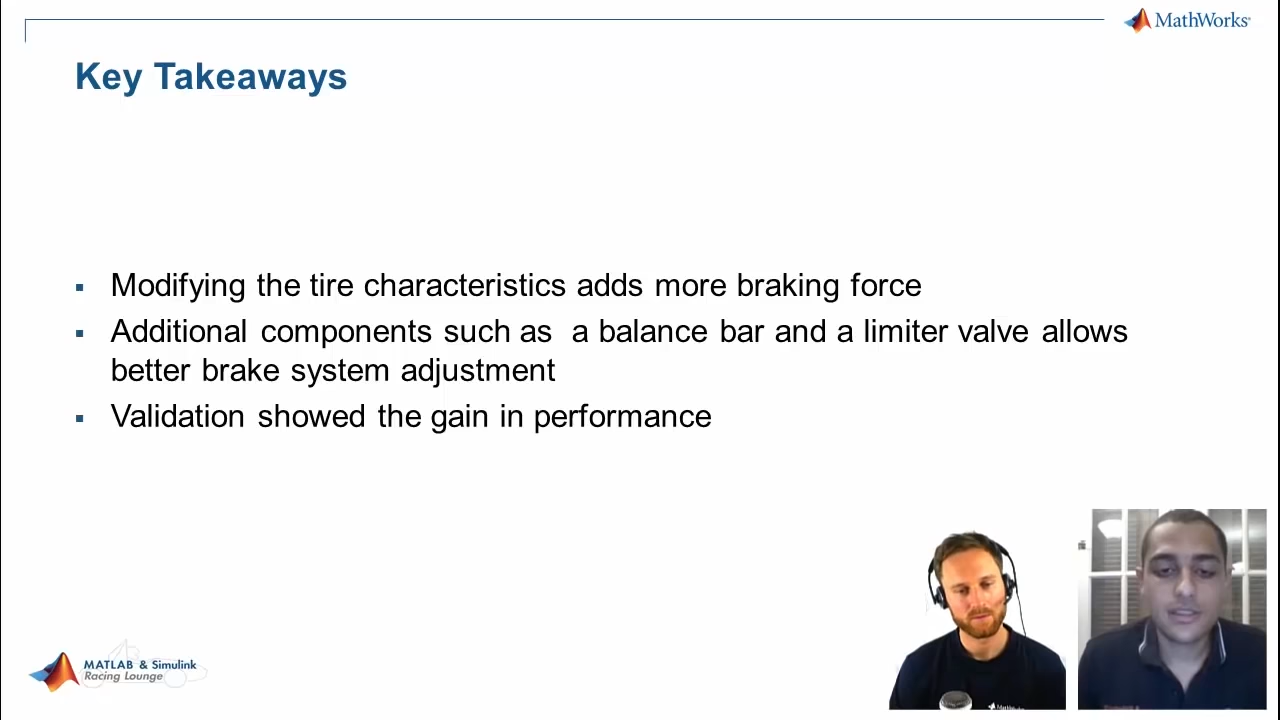 MathWorks
Key Takeaways
Modifying the tire characteristics adds more braking force
Additional components such as a balance bar and a limiter valve allows
better brake system adjustment
Validation showed the gain in performance
MATLAB & Simulink
Racing Lounge